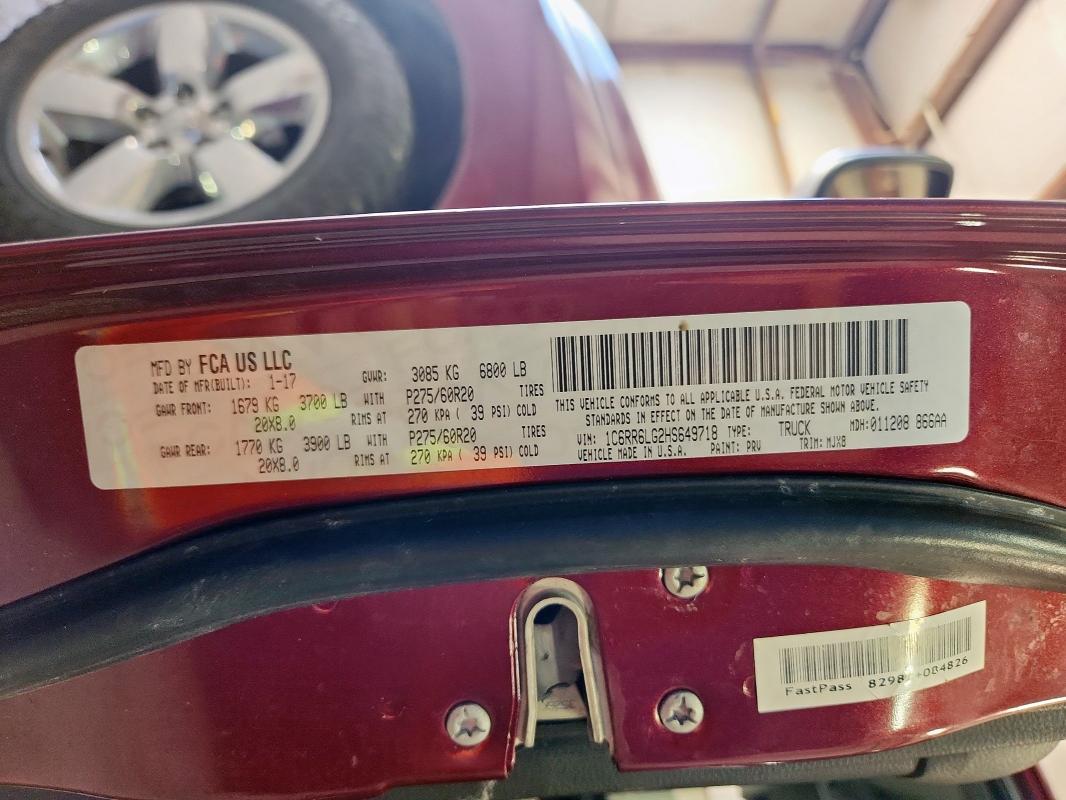 MFD BY FCA US LLC
DATE OF MFR(BUILT): 1-17 GVWR: 3085 KG 6800 LB
GAWR FRONT: 1679 KG 3700 LB WITH P275/60R20 TIRES
20X8.0 RIMS AT 270 KPA ( 39 PSI) COLD
GAWR REAR: 1770 KG 3900 LB WITH P275/60R20 TIRES
20X8.0 RIMS AT 270 KPA ( 39 PSI) COLD
THIS VEHICLE CONFORMS TO ALL APPLICABLE U.S.A. FEDERAL MOTOR VEHICLE SAFETY
STANDARDS IN EFFECT ON THE DATE OF MANUFACTURE SHOWN ABOVE.
VIN: 1C6RR6LG2HS649718 TYPE: TRUCK MDH:011208 866AA
VEHICLE MADE IN U.S.A. PAINT: PRV TRIM: MJX8
FastPass